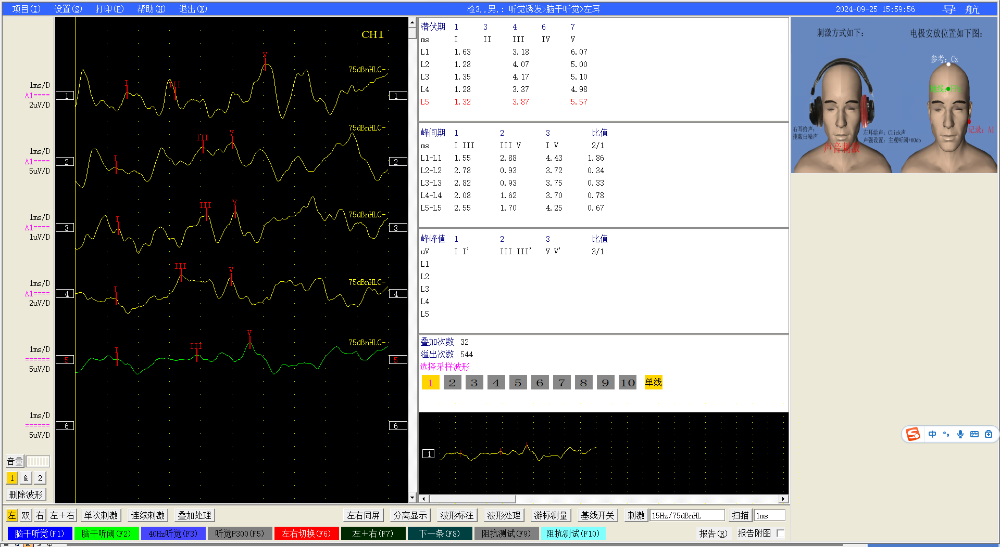 项目(I) 设置(S) 打印(P) 帮助(H) 退出(X) 检3,,男,: 听觉诱发>脑干听觉>左耳 2024-09-25 15:59:56 导 航
CH1
1ms/D
A1====
2uV/D
1 I III V 75dBnHLC- 1
1ms/D
A1====
5uV/D
2 I III V 75dBnHLC- 2
1ms/D
A1====
1uV/D
3 I III V 75dBnHLC- 3
1ms/D
A1====
2uV/D
4 I III V 75dBnHLC- 4
1ms/D
======
5uV/D
5 I III V 75dBnHLC- 5
1ms/D
======
5uV/D
6 6
音量
1 & 2
删除波形
潜伏期 1 3 4 6 7
ms I II III IV V
L1 1.63 3.18 6.07
L2 1.28 4.07 5.00
L3 1.35 4.17 5.10
L4 1.28 3.37 4.98
L5 1.32 3.87 5.57
峰间期 1 2 3 比值
ms I III III V I V 2/1
L1-L1 1.55 2.88 4.43 1.86
L2-L2 2.78 0.93 3.72 0.34
L3-L3 2.82 0.93 3.75 0.33
L4-L4 2.08 1.62 3.70 0.78
L5-L5 2.55 1.70 4.25 0.67
峰峰值 1 2 3 比值
uV I I' III III' V V' 3/1
L1
L2
L3
L4
L5
叠加次数 32
溢出次数 544
选择采样波形
1 2 3 4 5 6 7 8 9 10 单线
1
刺激方式如下:
右耳给声:
掩蔽白噪声
左耳给声: Click声
声强设置: 主观听阈+60db
声音刺激
电极安放位置如下图:
参考: Cz
地线: FPz
记录: A1
中
左 双 右 左+右 单次刺激 连续刺激 叠加处理 左右同屏 分离显示 波形标注 波形处理 游标测量 基线开关 刺激 15Hz/75dBnHL 扫描 1ms
脑干听觉(F1) 脑干听阈(F2) 40Hz听觉(F3) 听觉P300(F5) 左右切换(F6) 左+右(F7) 下一条(F8) 阻抗测试(F9) 阻抗测试(F10) 报告(R) 报告附图